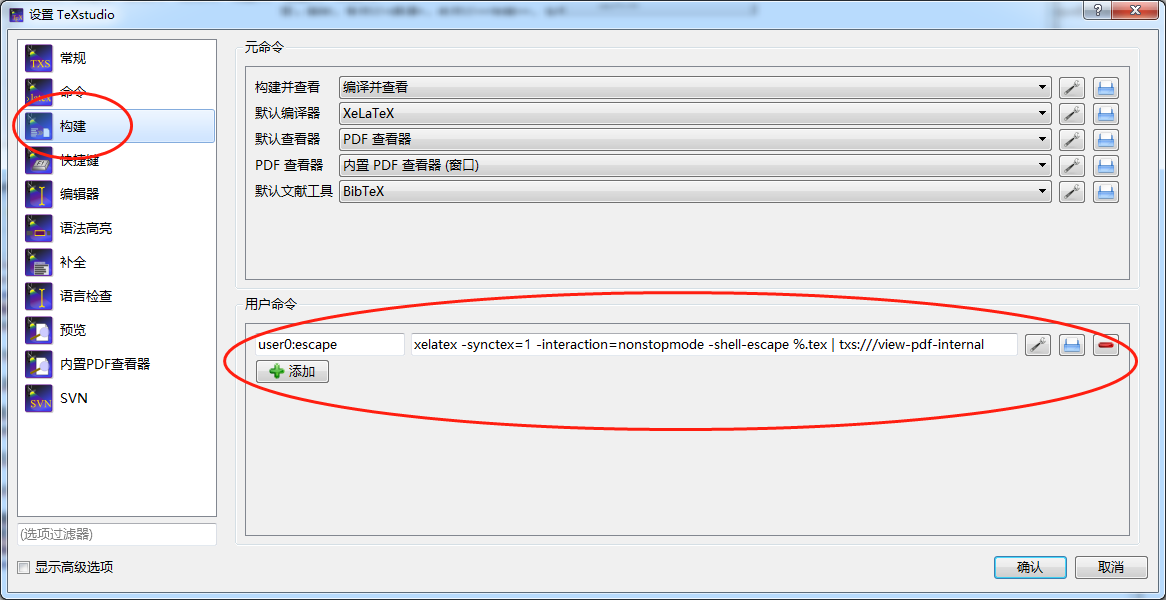 设置 TeXstudio
常规
命令
构建
快捷键
编辑器
语法高亮
补全
语言检查
预览
内置PDF查看器
SVN
(选项过滤器)
显示高级选项
元命令
构建并查看 编译并查看
默认编译器 XeLaTeX
默认查看器 PDF 查看器
PDF 查看器 内置 PDF 查看器 (窗口)
默认文献工具 BibTeX
用户命令
user0:escape xelatex -synctex=1 -interaction=nonstopmode -shell-escape %.tex | txs:///view-pdf-internal
添加
确认 取消